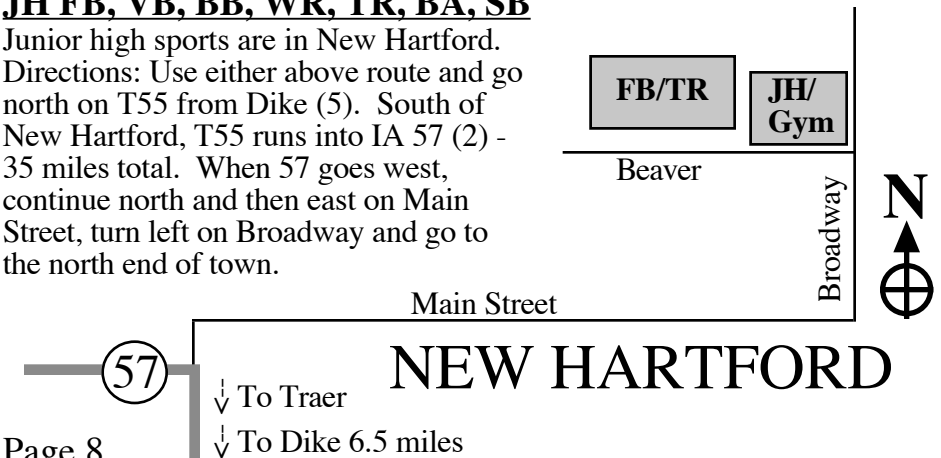 JH FB, VB, BB, WR, TR, BA, SB
Junior high sports are in New Hartford.
Directions: Use either above route and go
north on T55 from Dike (5).  South of
New Hartford, T55 runs into IA 57 (2) -
35 miles total.  When 57 goes west,
continue north and then east on Main
Street, turn left on Broadway and go to
the north end of town.
FB/TR
JH/
Gym
Beaver
Broadway
N
Main Street
NEW HARTFORD
57
To Traer
To Dike 6.5 miles
Page 8